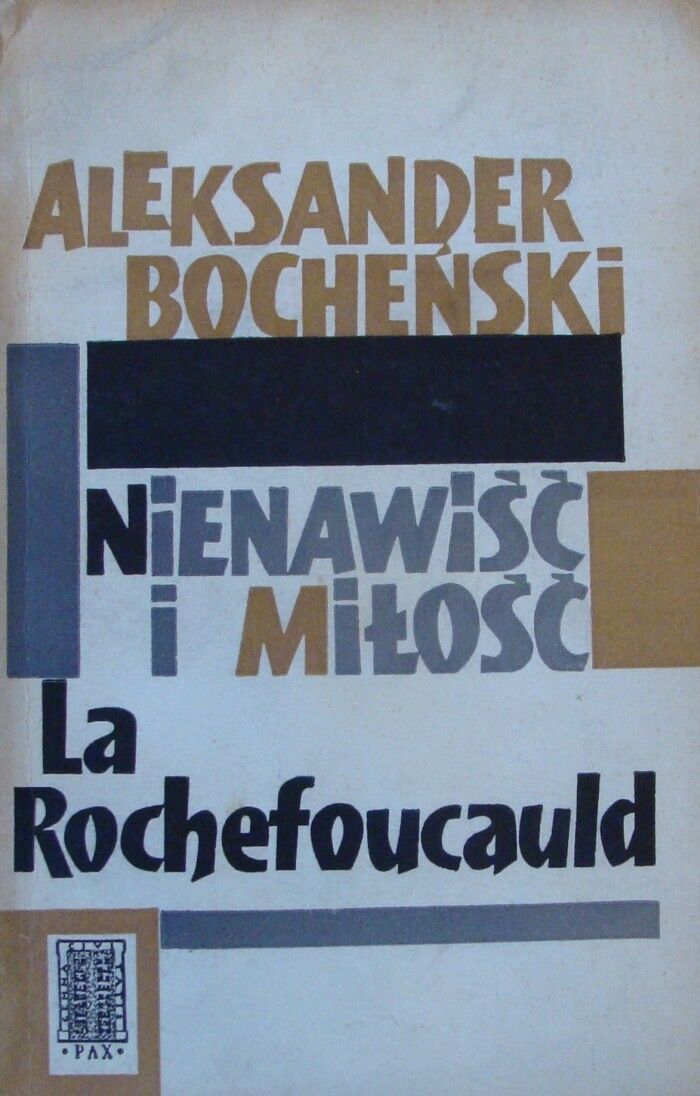 ALEKSANDER
BOCHEŃSKi
NiENAWiŚĆ
i MiŁOŚĆ
La
Rochefoucauld
• PAX •